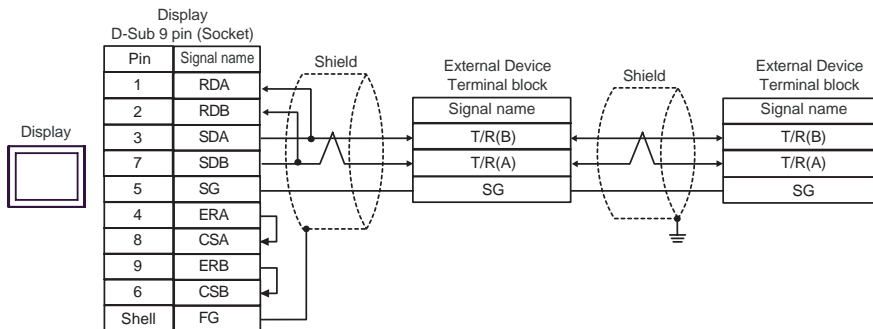 Display
D-Sub 9 pin (Socket)
Pin Signal name
1 RDA
2 RDB
3 SDA
7 SDB
5 SG
4 ERA
8 CSA
9 ERB
6 CSB
Shell FG
Display
Shield
External Device
Terminal block
Signal name
T/R(B)
T/R(A)
SG
Shield
External Device
Terminal block
Signal name
T/R(B)
T/R(A)
SG